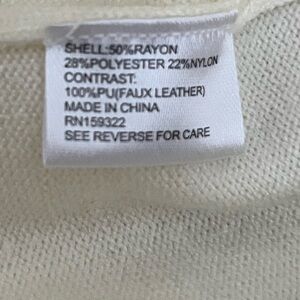 SHELL:50%RAYON
28%POLYESTER 22%NYLON
CONTRAST:
100%PU(FAUX LEATHER)
MADE IN CHINA
RN159322
SEE REVERSE FOR CARE